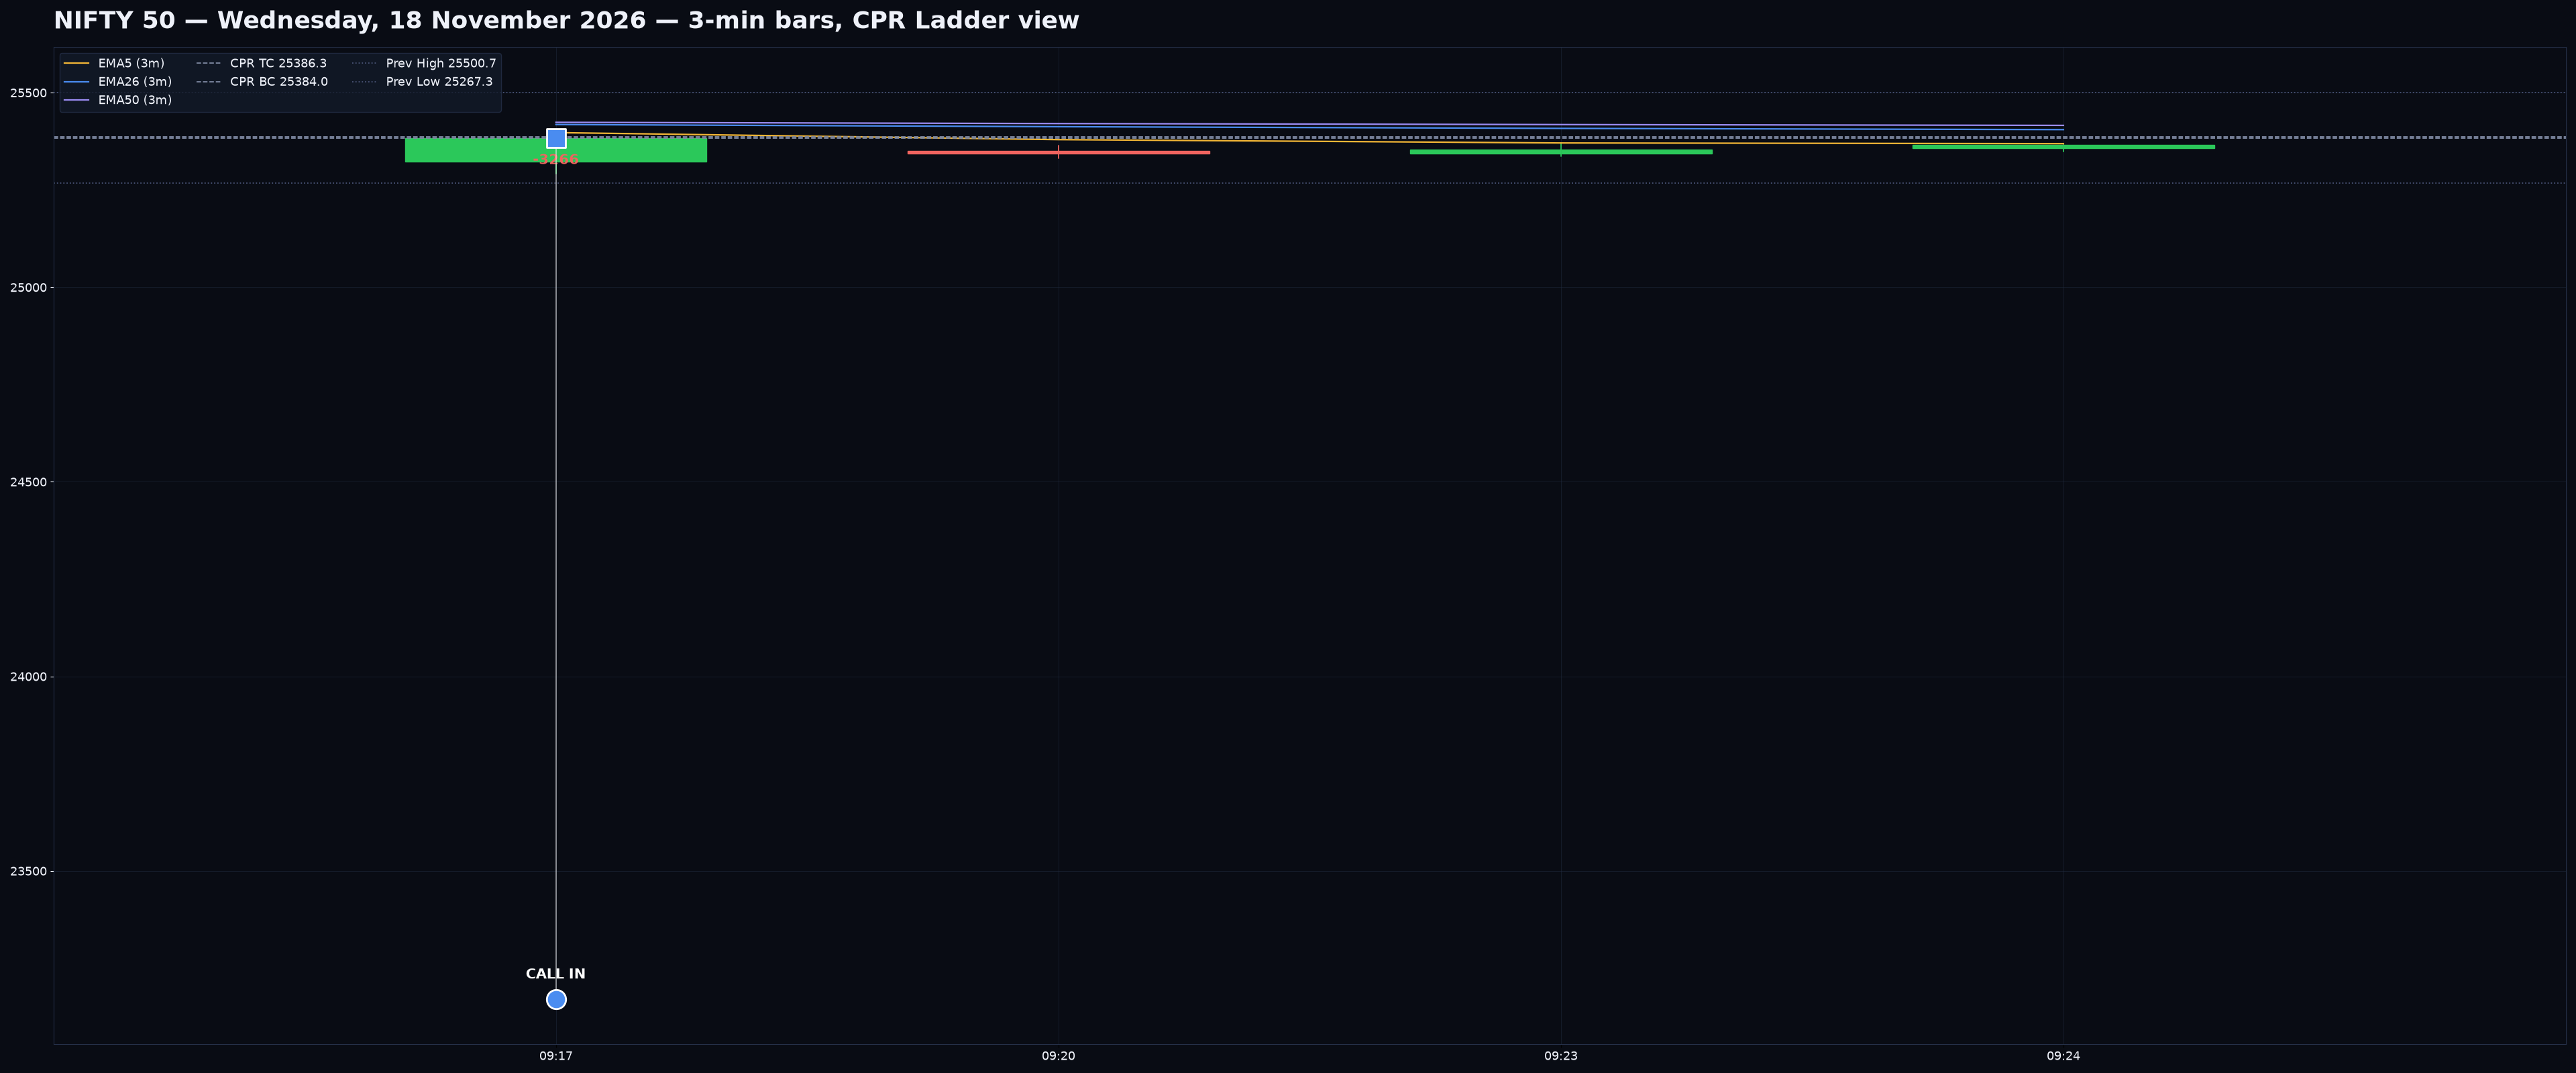 NIFTY 50 — Wednesday, 18 November 2026 — 3-min bars, CPR Ladder view
EMA5 (3m)
EMA26 (3m)
EMA50 (3m)
CPR TC 25386.3
CPR BC 25384.0
Prev High 25500.7
Prev Low 25267.3
25500
25000
24500
24000
23500
-3266
CALL IN
09:17
09:20
09:23
09:24